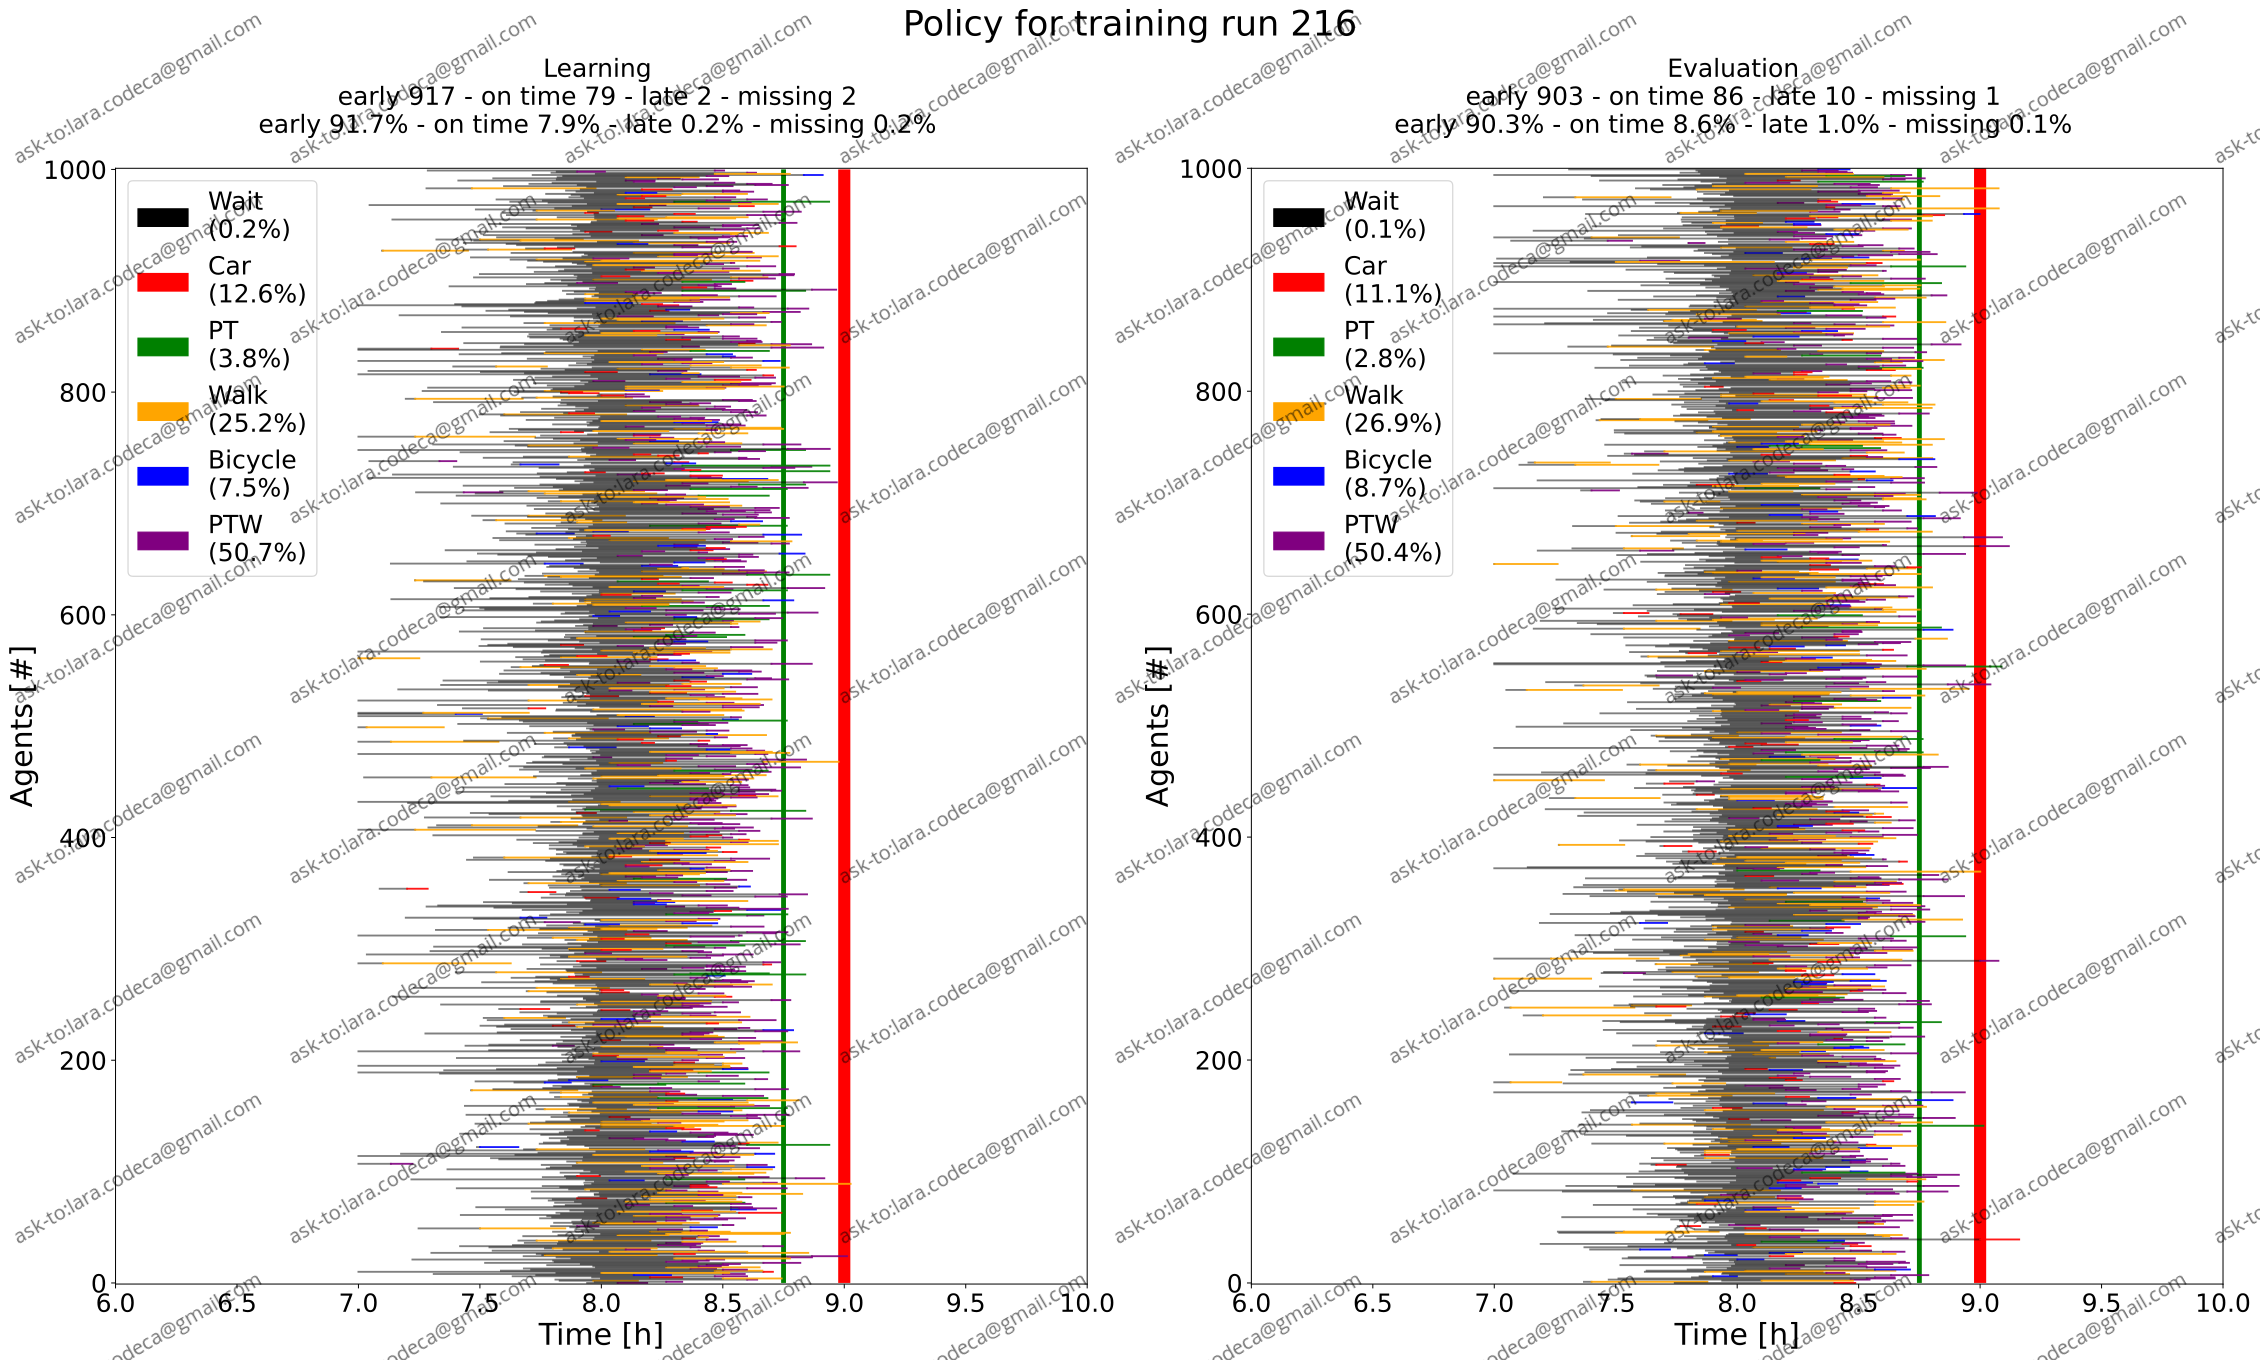 Policy for training run 216
Learning
early 917 - on time 79 - late 2 - missing 2
early 91.7% - on time 7.9% - late 0.2% - missing 0.2%
Agents [#]
1000
800
600
400
200
0
Wait
(0.2%)
Car
(12.6%)
PT
(3.8%)
Walk
(25.2%)
Bicycle
(7.5%)
PTW
(50.7%)
6.0 6.5 7.0 7.5 8.0 8.5 9.0 9.5 10.0
Time [h]
Evaluation
early 903 - on time 86 - late 10 - missing 1
early 90.3% - on time 8.6% - late 1.0% - missing 0.1%
Agents [#]
1000
800
600
400
200
0
Wait
(0.1%)
Car
(11.1%)
PT
(2.8%)
Walk
(26.9%)
Bicycle
(8.7%)
PTW
(50.4%)
6.0 6.5 7.0 7.5 8.0 8.5 9.0 9.5 10.0
Time [h]
ask-to:lara.codeca@gmail.com